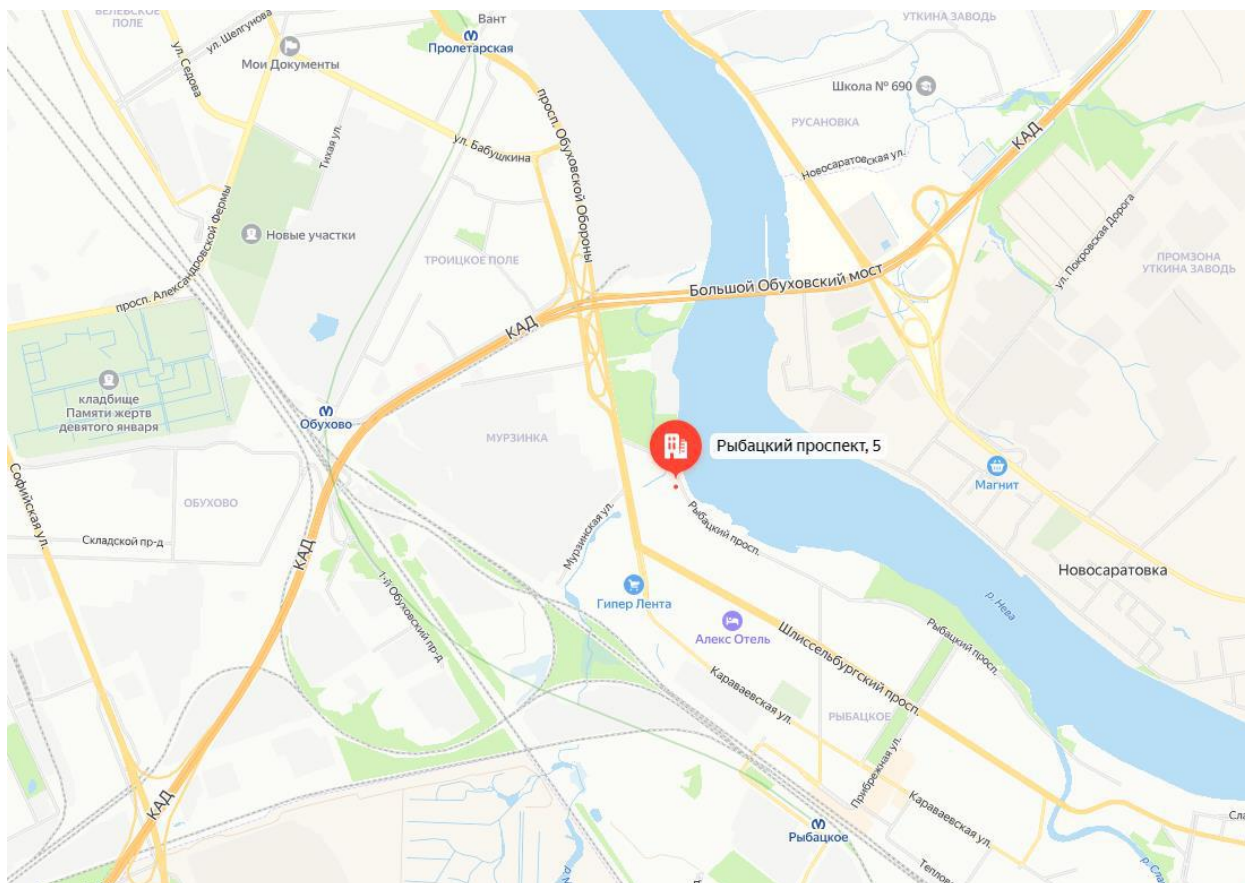 ВЕЛЕВСКОЕ
ПОЛЕ
ул. Шелгунова
Вант
Пролетарская
Мои Документы
ул. Седова
УТКИНА ЗАВОДЬ
Школа № 690
РУСАНОВКА
КАД
Новосаратовская ул.
Тихая ул.
ул. Бабушкина
просп. Обуховской Обороны
просп. Александровской Фермы
Новые участки
ТРОИЦКОЕ ПОЛЕ
ул. Покровская Дорога
ПРОМЗОНА
УТКИНА ЗАВОДЬ
Большой Обуховский мост
КАД
кладбище
Памяти жертв
девятого января
Обухово
МУРЗИНКА
Рыбацкий проспект, 5
Магнит
Софийская ул.
ОБУХОВО
Складской пр-д
КАД
Мурзинская ул.
Рыбацкий просп.
Новосаратовка
р. Нева
1-й Обуховский пр-д
Гипер Лента
Алекс Отель
Шлиссельбургский просп.
Рыбацкий просп.
Караваевская ул.
РЫБАЦКОЕ
Прибрежная ул.
КАД
Рыбацкое
Караваевская ул.
Сла
Теплово
р. Сла